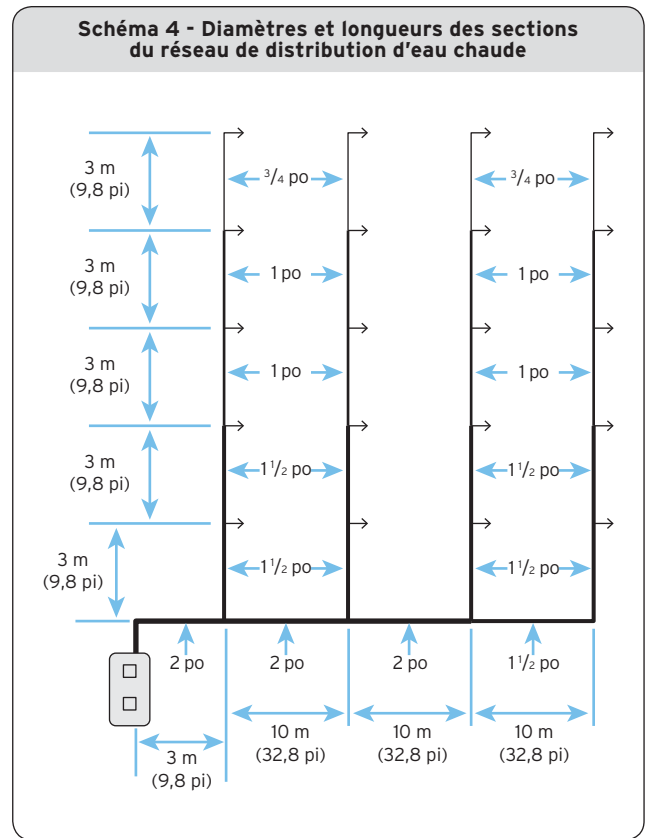 Schéma 4 - Diamètres et longueurs des sections
du réseau de distribution d'eau chaude
3 m
(9,8 pi)
3/4 po
3/4 po
3 m
(9,8 pi)
1 po
1 po
3 m
(9,8 pi)
1 po
1 po
3 m
(9,8 pi)
1 1/2 po
1 1/2 po
3 m
(9,8 pi)
1 1/2 po
1 1/2 po
2 po
2 po
2 po
1 1/2 po
3 m
(9,8 pi)
10 m
(32,8 pi)
10 m
(32,8 pi)
10 m
(32,8 pi)